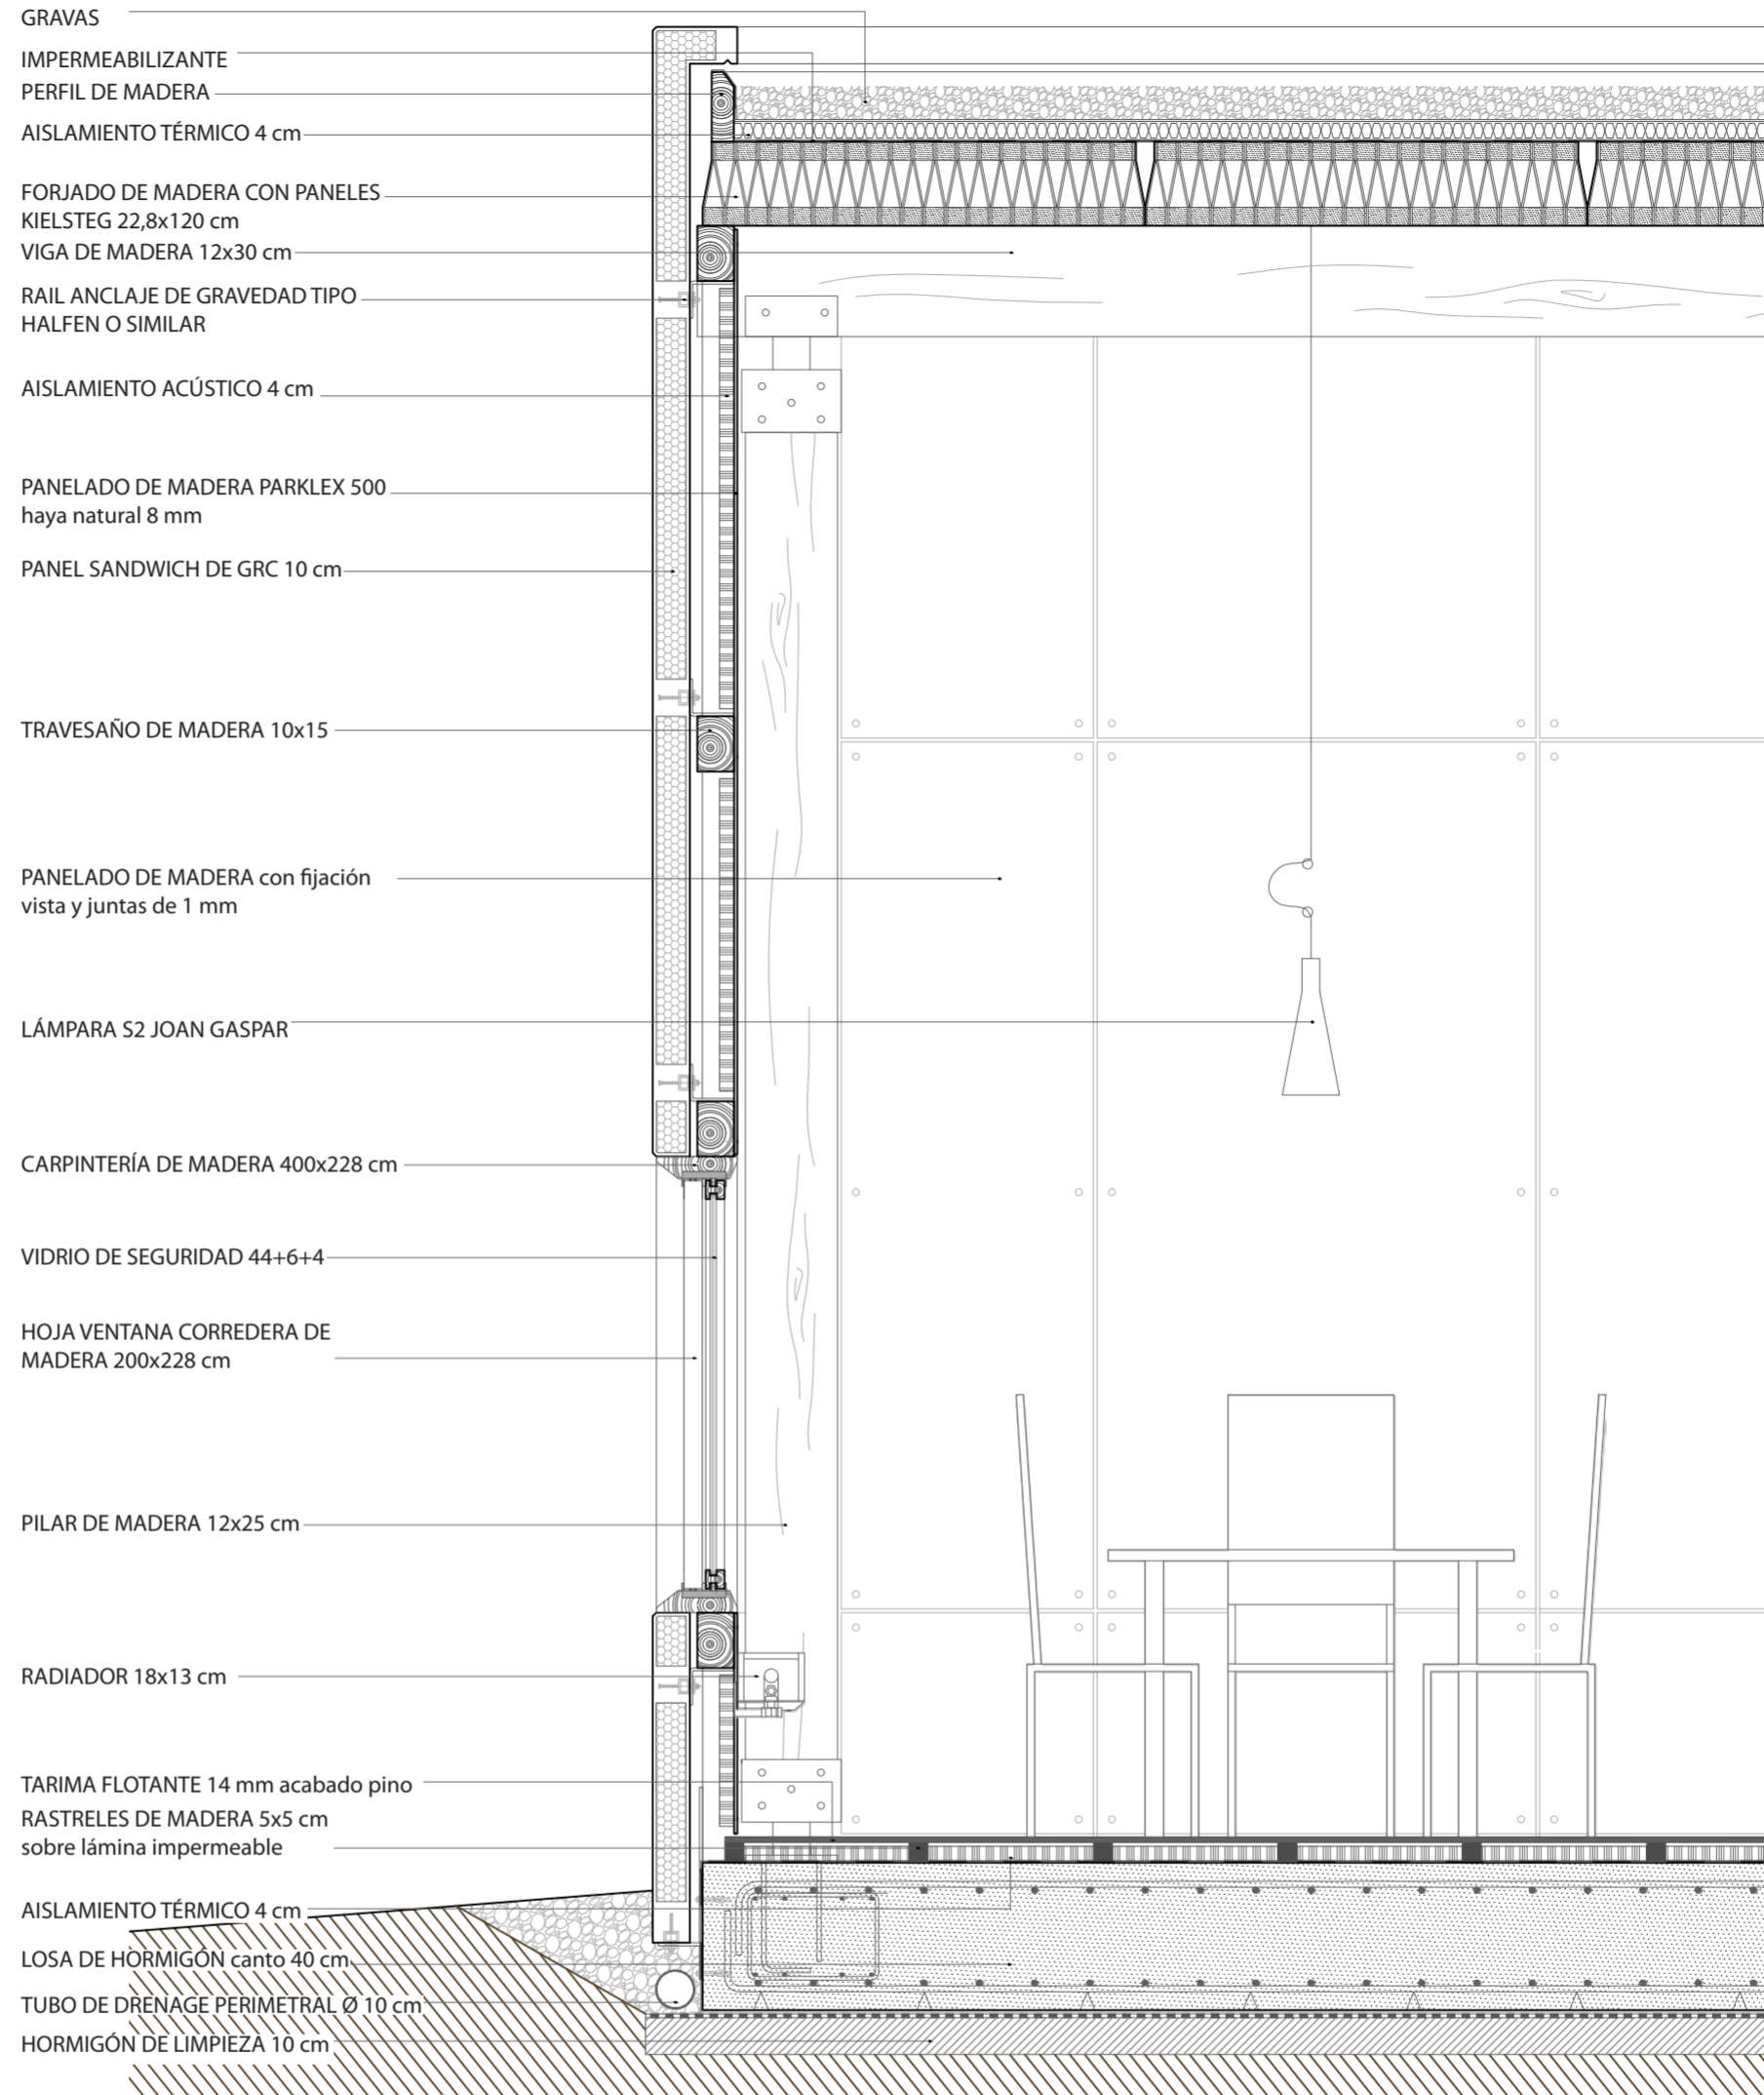 GRAVAS
IMPERMEABILIZANTE
PERFIL DE MADERA
AISLAMIENTO TÉRMICO 4 cm
FORJADO DE MADERA CON PANELES
KIELSTEG 22,8x120 cm
VIGA DE MADERA 12x30 cm
RAIL ANCLAJE DE GRAVEDAD TIPO
HALFEN O SIMILAR
AISLAMIENTO ACÚSTICO 4 cm
PANELADO DE MADERA PARKLEX 500
haya natural 8 mm
PANEL SANDWICH DE GRC 10 cm
TRAVESAÑO DE MADERA 10x15
PANELADO DE MADERA con fijación
vista y juntas de 1 mm
LÁMPARA S2 JOAN GASPAR
CARPINTERÍA DE MADERA 400x228 cm
VIDRIO DE SEGURIDAD 44+6+4
HOJA VENTANA CORREDERA DE
MADERA 200x228 cm
PILAR DE MADERA 12x25 cm
RADIADOR 18x13 cm
TARIMA FLOTANTE 14 mm acabado pino
RASTRELES DE MADERA 5x5 cm
sobre lámina impermeable
AISLAMIENTO TÉRMICO 4 cm
LOSA DE HORMIGÓN canto 40 cm
TUBO DE DRENAGE PERIMETRAL Ø 10 cm
HORMIGÓN DE LIMPIEZA 10 cm